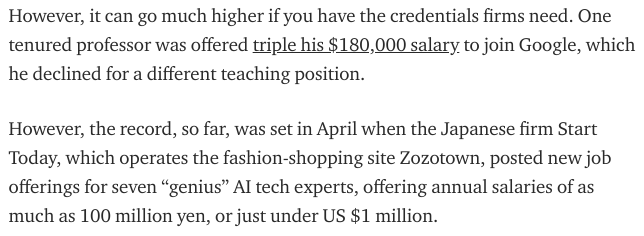 However, it can go much higher if you have the credentials firms need. One
tenured professor was offered triple his $180,000 salary to join Google, which
he declined for a different teaching position.
However, the record, so far, was set in April when the Japanese firm Start
Today, which operates the fashion-shopping site Zozotown, posted new job
offerings for seven “genius” AI tech experts, offering annual salaries of as
much as 100 million yen, or just under US $1 million.